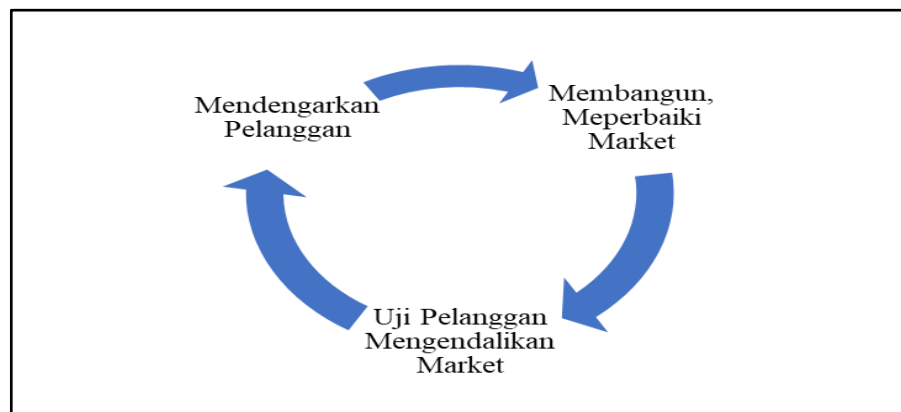 Mendengarkan
Pelanggan
Membangun,
Meperbaiki
Market
Uji Pelanggan
Mengendalikan
Market